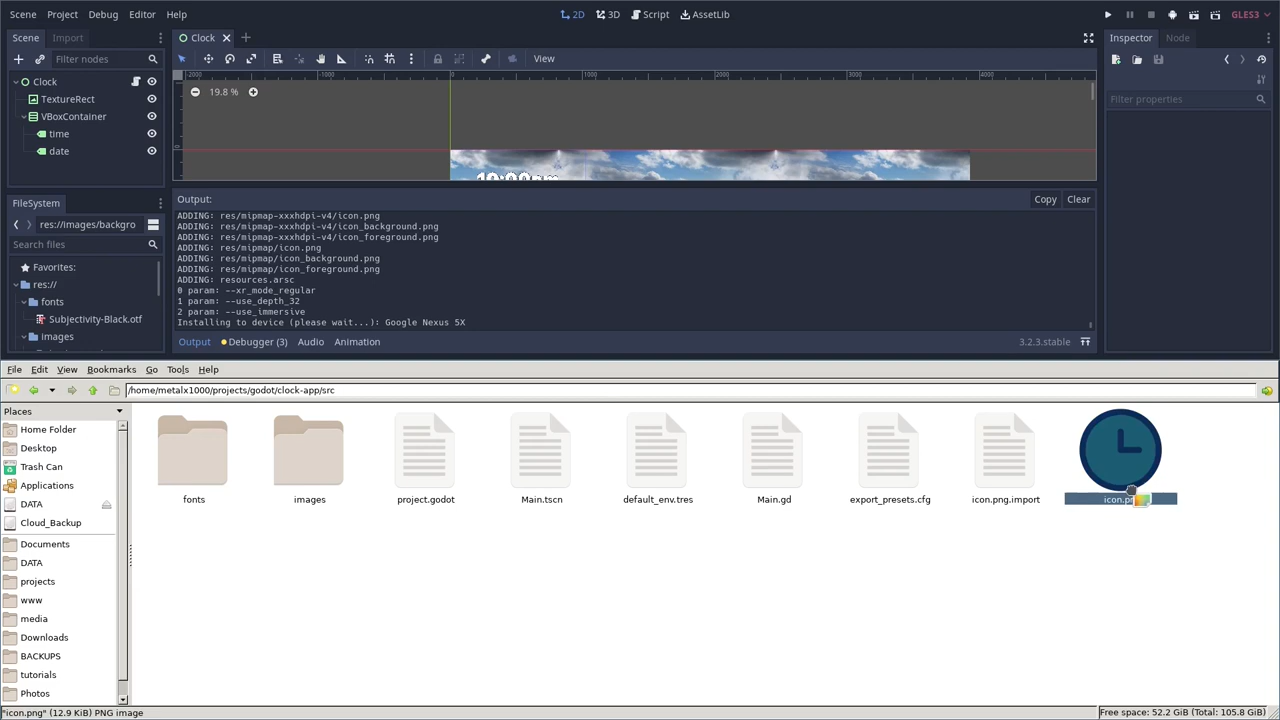 Scene Project Debug Editor Help
2D 3D Script AssetLib
GLES3
Scene Import
Clock
Inspector Node
Filter nodes
View
Clock
TextureRect
VBoxContainer
time
date
-2000 -1000 0 1000 2000 3000 4000
19.8 %
Filter properties
FileSystem
res://images/backgro
Search files
Favorites:
res://
fonts
Subjectivity-Black.otf
images
Output:
Copy Clear
ADDING: res/mipmap-xxxhdpi-v4/icon.png
ADDING: res/mipmap-xxxhdpi-v4/icon_background.png
ADDING: res/mipmap-xxxhdpi-v4/icon_foreground.png
ADDING: res/mipmap/icon.png
ADDING: res/mipmap/icon_background.png
ADDING: res/mipmap/icon_foreground.png
ADDING: resources.arsc
0 param: --xr_mode_regular
1 param: --use_depth_32
2 param: --use_immersive
Installing to device (please wait...): Google Nexus 5X
Output Debugger (3) Audio Animation
3.2.3.stable
File Edit View Bookmarks Go Tools Help
/home/metalx1000/projects/godot/clock-app/src
Places
Home Folder
Desktop
Trash Can
Applications
DATA
Cloud_Backup
Documents
DATA
projects
www
media
Downloads
BACKUPS
tutorials
Photos
fonts
images
project.godot
Main.tscn
default_env.tres
Main.gd
export_presets.cfg
icon.png.import
"icon.png" (12.9 KiB) PNG image
Free space: 52.2 GiB (Total: 105.8 GiB)